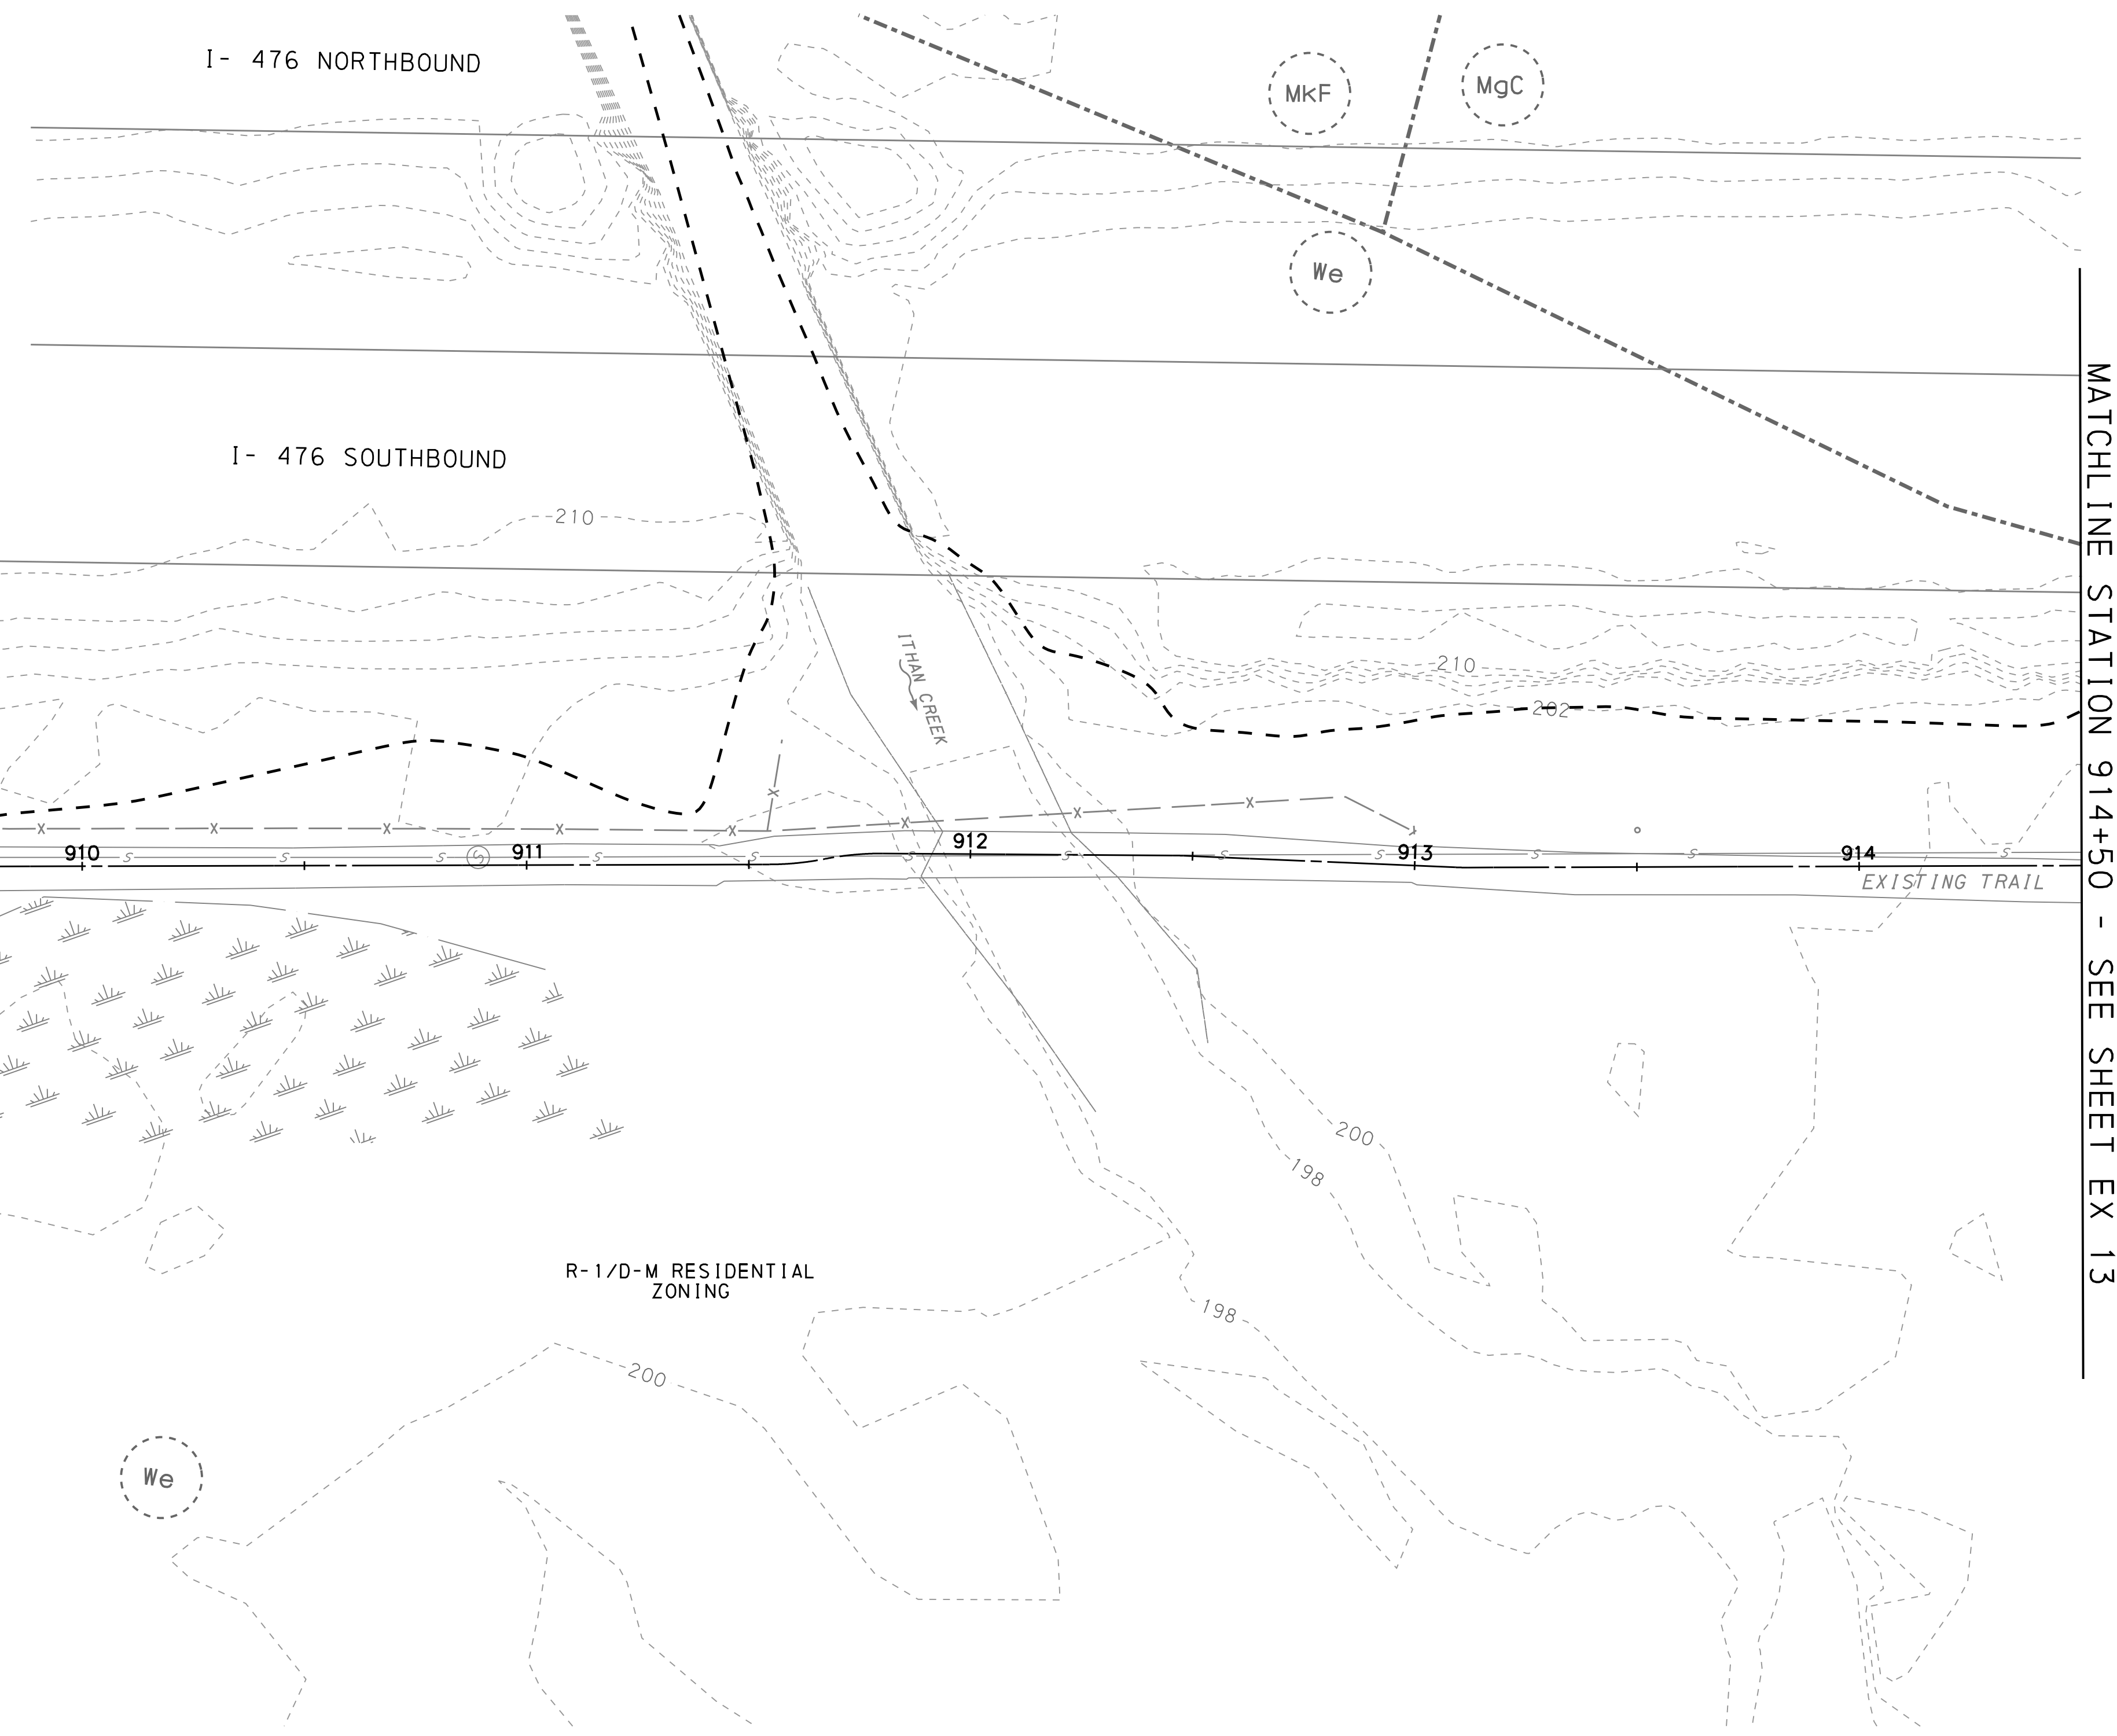 I- 476 NORTHBOUND
MkF
MgC
We
I- 476 SOUTHBOUND
210
ITHAN CREEK
210
202
X X X X X X X X X
910 911 912 913 914
S S S S S S S S S S S S S
EXISTING TRAIL
MATCHLINE STATION 914+50 - SEE SHEET EX 13
200
198
R-1/D-M RESIDENTIAL
ZONING
198
200
We